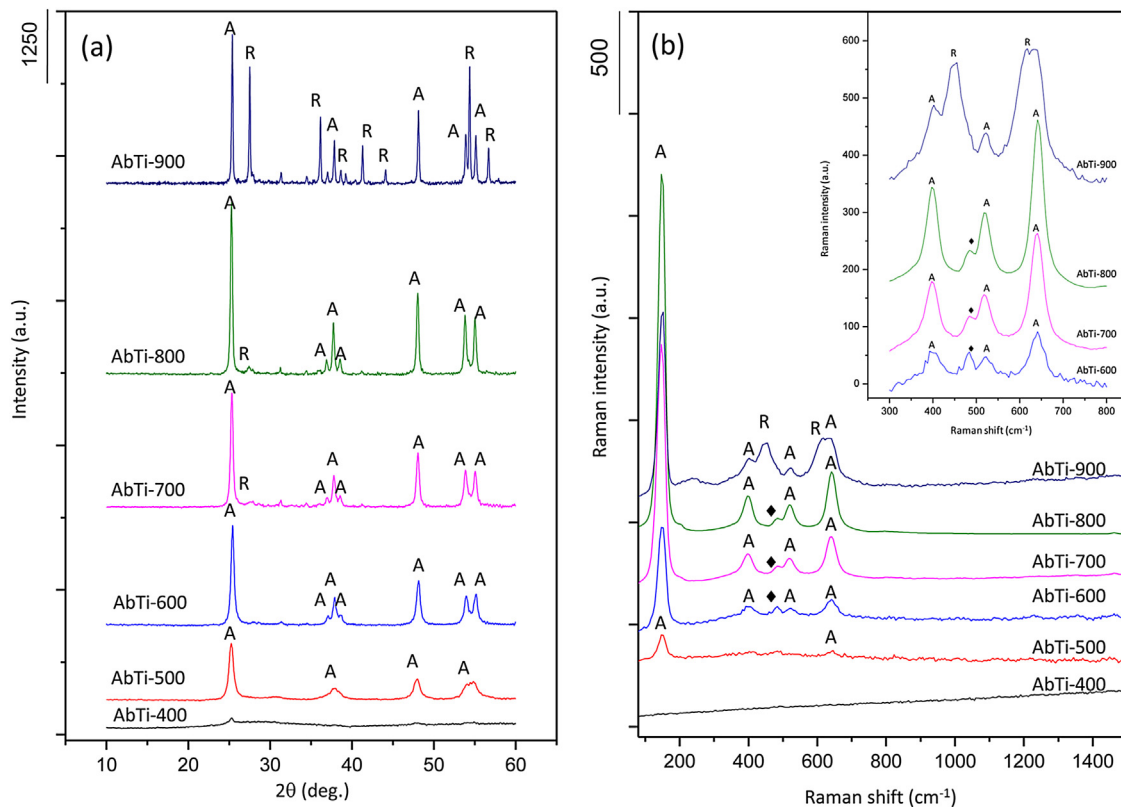 1250
(a)
A
R
R
A
R
R
R
A
A
R
A
R
AbTi-900
A
R
A
A
A
A
A
A
AbTi-800
A
R
A
A
A
A
A
A
AbTi-700
A
A
A
A
A
A
A
AbTi-600
A
A
A
A
AbTi-500
AbTi-400
Intensity (a.u.)
10 20 30 40 50 60
2θ (deg.)
500
(b)
A
A
R
A
R
A
AbTi-900
A
♦
A
A
AbTi-800
A
♦
A
A
AbTi-700
A
♦
A
A
AbTi-600
A
A
AbTi-500
AbTi-400
Raman intensity (a.u.)
200 400 600 800 1000 1200 1400
Raman shift (cm⁻¹)
600
500
400
300
200
100
0
Raman intensity (a.u.)
A
R
A
R
AbTi-900
A
♦
A
A
AbTi-800
A
♦
A
A
AbTi-700
A
♦
A
A
AbTi-600
300 400 500 600 700 800
Raman shift (cm⁻¹)